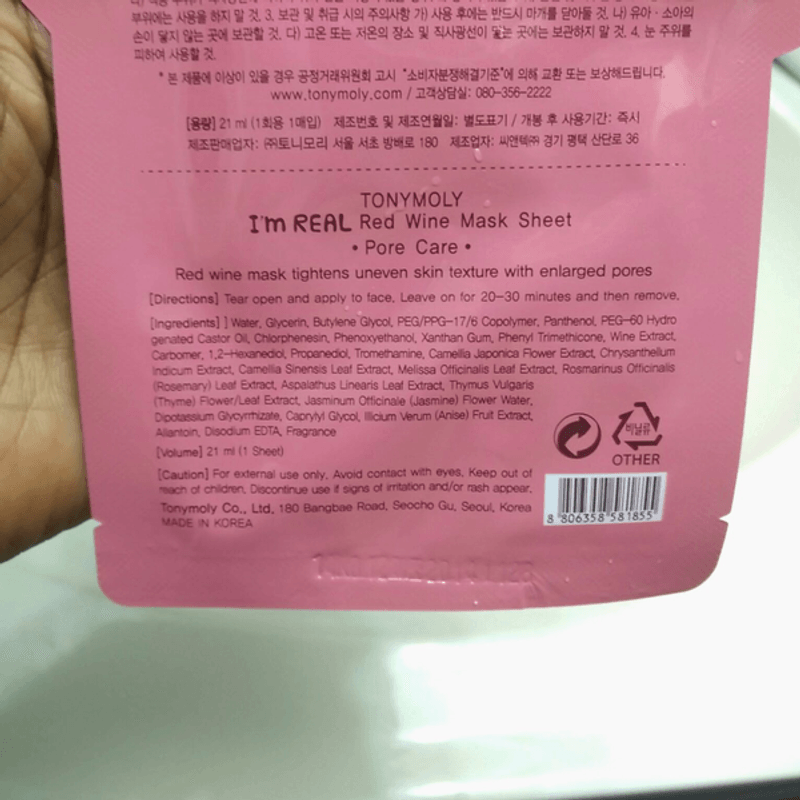 부위에는 사용을 하지 말 것. 3. 보관 및 취급 시의 주의사항 가) 사용 후에는 반드시 마개를 닫아둘 것. 나) 유아 · 소아의
손이 닿지 않는 곳에 보관할 것. 다) 고온 또는 저온의 장소 및 직사광선이 닿는 곳에는 보관하지 말 것. 4. 눈 주위를
피하여 사용할 것.
* 본 제품에 이상이 있을 경우 공정거래위원회 고시 "소비자분쟁해결기준"에 의해 교환 또는 보상해드립니다.
www.tonymoly.com / 고객상담실: 080-356-2222
[용량] 21 ml (1회용 1매입) 제조번호 및 제조연월일: 별도표기 / 개봉 후 사용기간: 즉시
제조판매업자: ㈜토니모리 서울 서초 방배로 180 제조업자: 씨앤텍㈜ 경기 평택 산단로 36
TONYMOLY
I'm REAL Red Wine Mask Sheet
• Pore Care •
Red wine mask tightens uneven skin texture with enlarged pores
[Directions] Tear open and apply to face. Leave on for 20-30 minutes and then remove.
[Ingredients] ] Water, Glycerin, Butylene Glycol, PEG/PPG-17/6 Copolymer, Panthenol, PEG-60 Hydro
genated Castor Oil, Chlorphenesin, Phenoxyethanol, Xanthan Gum, Phenyl Trimethicone, Wine Extract,
Carbomer, 1,2-Hexanediol, Propanediol, Tromethamine, Camellia Japonica Flower Extract, Chrysanthellum
Indicum Extract, Camellia Sinensis Leaf Extract, Melissa Officinalis Leaf Extract, Rosmarinus Officinalis
(Rosemary) Leaf Extract, Aspalathus Linearis Leaf Extract, Thymus Vulgaris
(Thyme) Flower/Leaf Extract, Jasminum Officinale (Jasmine) Flower Water,
Dipotassium Glycyrrhizate, Caprylyl Glycol, Illicium Verum (Anise) Fruit Extract,
Allantoin, Disodium EDTA, Fragrance
[Volume] 21 ml (1 Sheet)
비닐류
OTHER
[Caution] For external use only. Avoid contact with eyes. Keep out of
reach of children. Discontinue use if signs of irritation and/or rash appear.
Tonymoly Co., Ltd. 180 Bangbae Road, Seocho Gu, Seoul, Korea
MADE IN KOREA
8 806358 581855